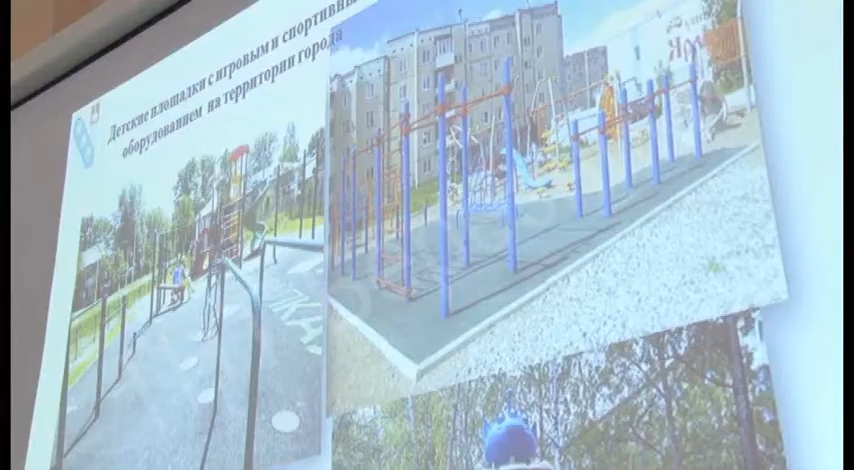 Детские площадки с игровым и спортивным
оборудованием на территории города